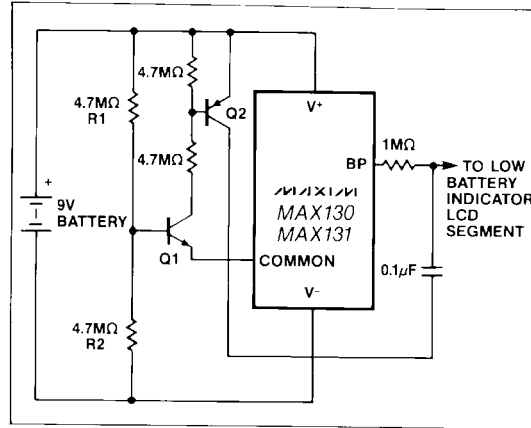 4.7MΩ
4.7MΩ
R1
Q2
V+
1MΩ
4.7MΩ
BP
TO LOW
BATTERY
INDICATOR
LCD
SEGMENT
+
9V
BATTERY
MAXIM
MAX130
MAX131
Q1
COMMON
0.1µF
V-
4.7MΩ
R2